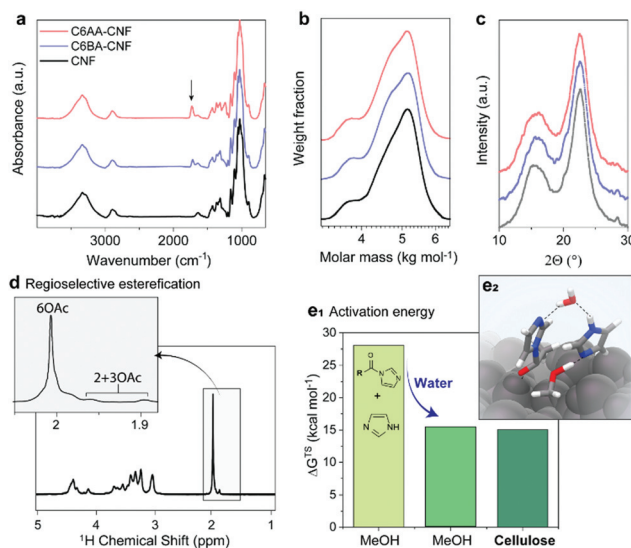 a
C6AA-CNF
C6BA-CNF
CNF
Absorbance (a.u.)
3000 2000 1000
Wavenumber (cm-1)
b
Weight fraction
4 5 6
Molar mass (kg mol-1)
c
Intensity (a.u.)
10 20 30
2Θ (°)
d Regioselective esterefication
6OAc
2+3OAc
2 1.9
5 4 3 2 1
1H Chemical Shift (ppm)
e1 Activation energy
30
25
20
15
10
5
0
ΔGTS (kcal mol-1)
O
R N N
+
N NH
Water
MeOH MeOH Cellulose
e2